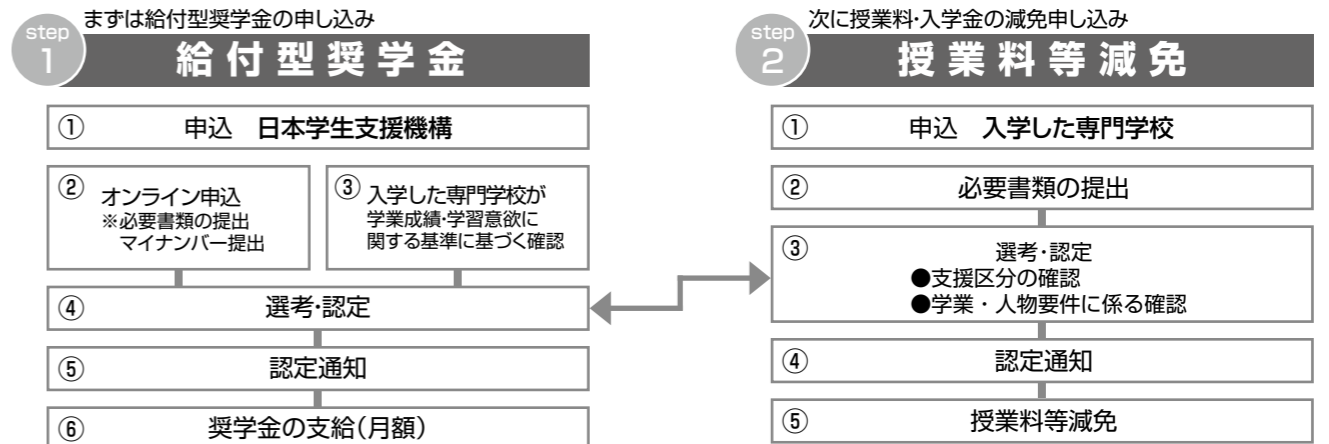 step
1
まずは給付型奨学金の申し込み
給付型奨学金
① 申込 日本学生支援機構
② オンライン申込
※必要書類の提出
マイナンバー提出
③ 入学した専門学校が
学業成績・学習意欲に
関する基準に基づく確認
④ 選考・認定
⑤ 認定通知
⑥ 奨学金の支給(月額)
step
2
次に授業料・入学金の減免申し込み
授業料等減免
① 申込 入学した専門学校
② 必要書類の提出
③ 選考・認定
●支援区分の確認
●学業・人物要件に係る確認
④ 認定通知
⑤ 授業料等減免